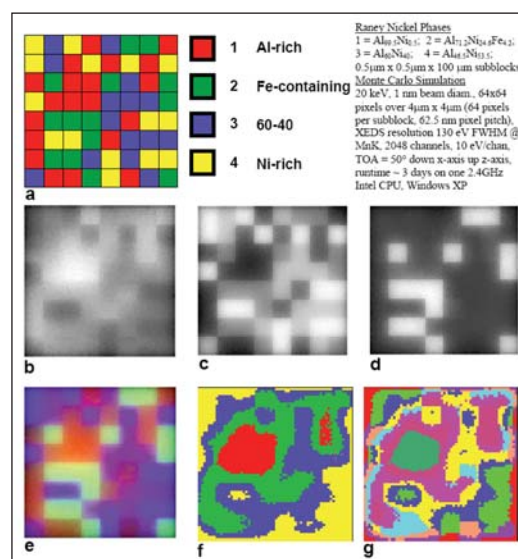 Raney Nickel Phases
1 = Al99.5Ni0.5; 2 = Al71.2Ni24.6Fe4.2;
3 = Al60Ni40; 4 = Al46.5Ni53.5;
0.5µm x 0.5µm x 100 µm subblocks
Monte Carlo Simulation
20 keV, 1 nm beam diam., 64x64
pixels over 4µm x 4µm (64 pixels
per subblock, 62.5 nm pixel pitch),
XEDS resolution 130 eV FWHM @
MnK, 2048 channels, 10 eV/chan,
TOA = 50° down x-axis up z-axis,
runtime ~ 3 days on one 2.4GHz
Intel CPU, Windows XP
1 Al-rich
2 Fe-containing
3 60-40
4 Ni-rich
a
b
c
d
e
f
g